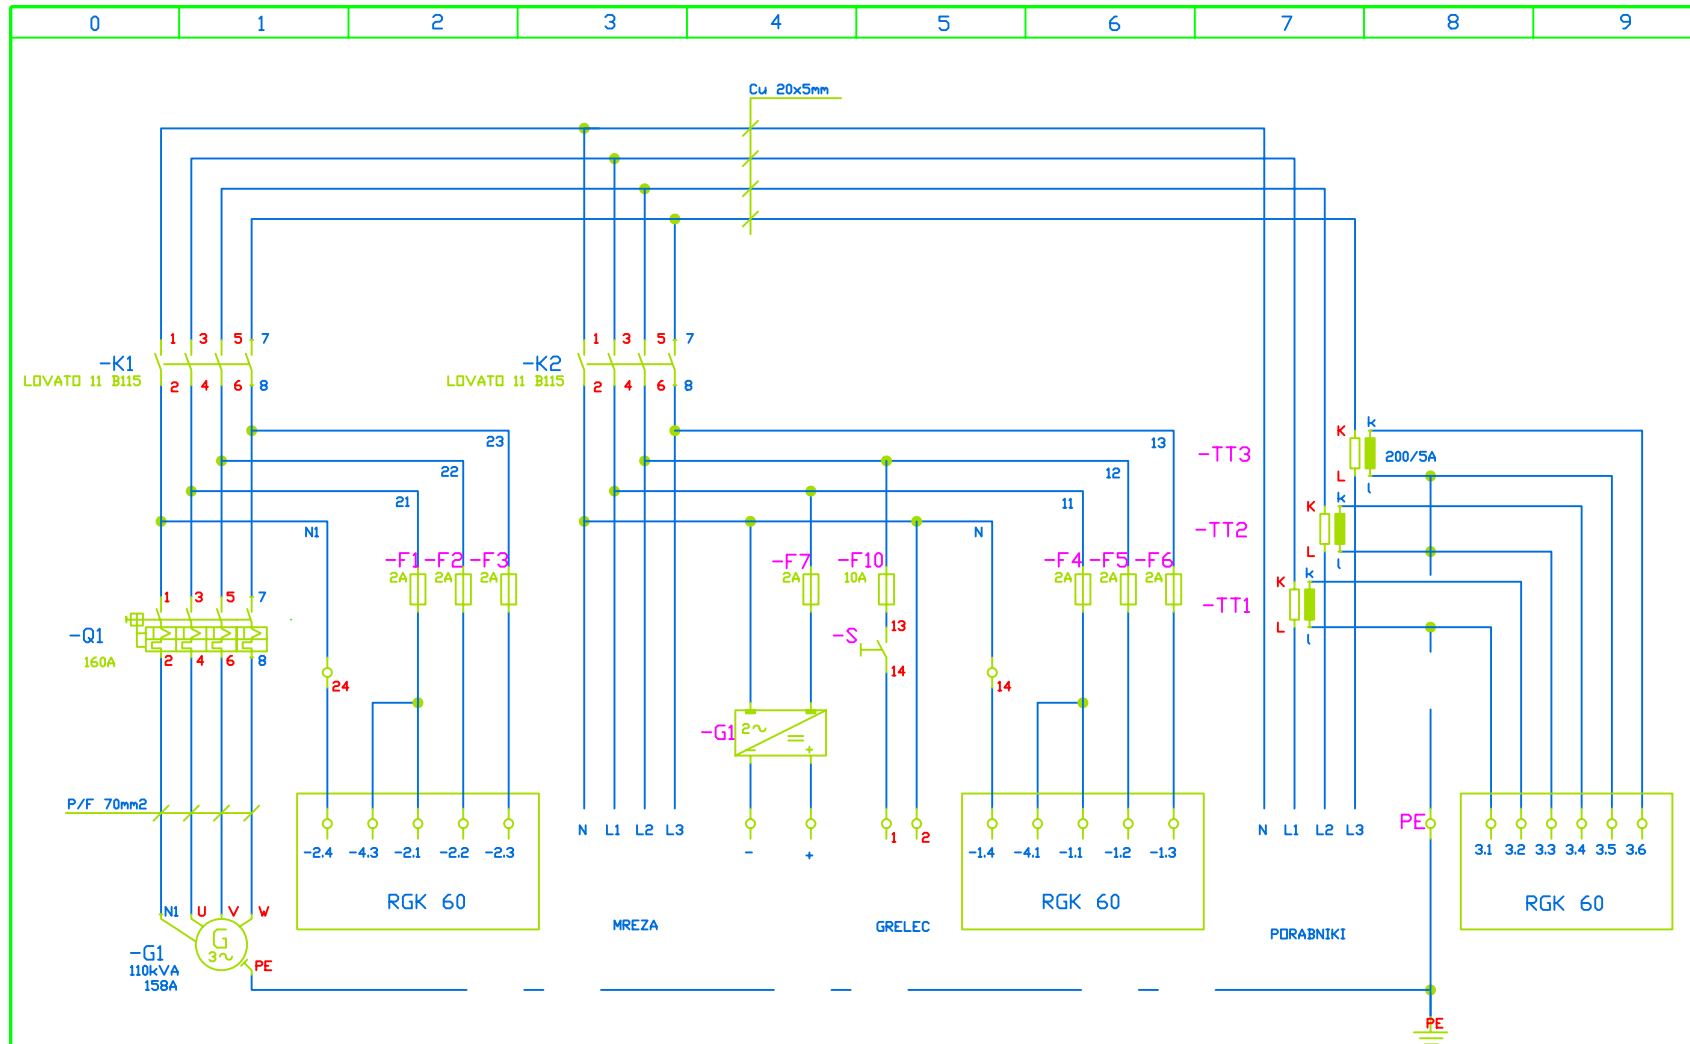 0 1 2 3 4 5 6 7 8 9
Cu 20x5mm
1 3 5 7
-K1
LOVATO 11 B115
2 4 6 8
1 3 5 7
-K2
LOVATO 11 B115
2 4 6 8
23
22
21
N1
13
12
11
N
-TT3
K k
200/5A
L l
-TT2
K k
L l
-TT1
K k
L l
-F1 -F2 -F3
2A 2A 2A
-F7 -F10
2A 10A
-F4 -F5 -F6
2A 2A 2A
1 3 5 7
-Q1
160A
2 4 6 8
24
-S
13
14
14
-G1
2~
=
- +
P/F 70mm2
-2.4 -4.3 -2.1 -2.2 -2.3
RGK 60
N L1 L2 L3
MREZA
- +
1 2
GRELEC
-1.4 -4.1 -1.1 -1.2 -1.3
RGK 60
N L1 L2 L3
PORABNIKI
PE
3.1 3.2 3.3 3.4 3.5 3.6
RGK 60
N1 U V W
G
3~
-G1
110kVA
158A
PE
PE